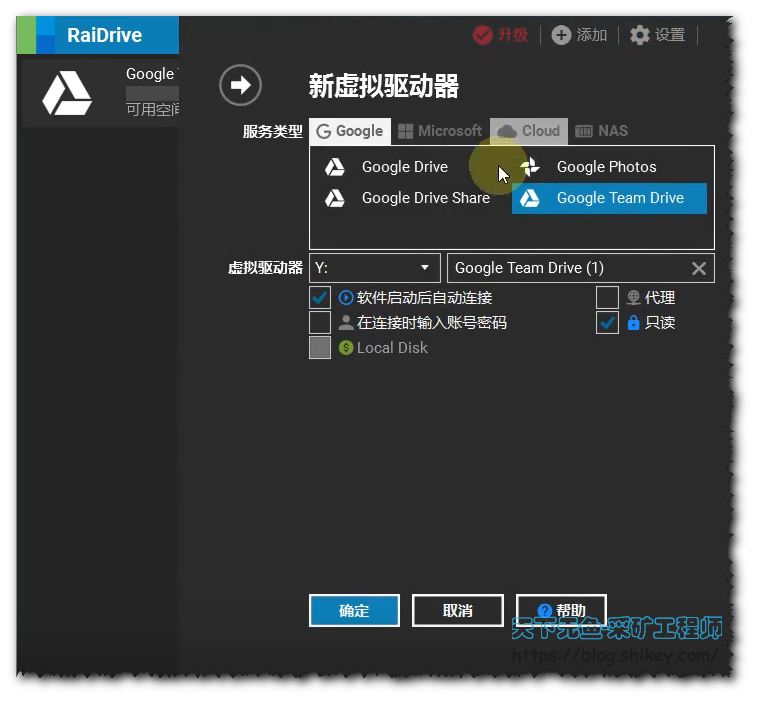 RaiDrive
升级 添加 设置
Google
可用空间
新虚拟驱动器
服务类型 Google Microsoft Cloud NAS
Google Drive Google Photos
Google Drive Share Google Team Drive
虚拟驱动器 Y: Google Team Drive (1)
软件启动后自动连接 代理
在连接时输入账号密码 只读
Local Disk
确定 取消 帮助
天下无鱼-采矿工程师
https://blog.shikey.com/